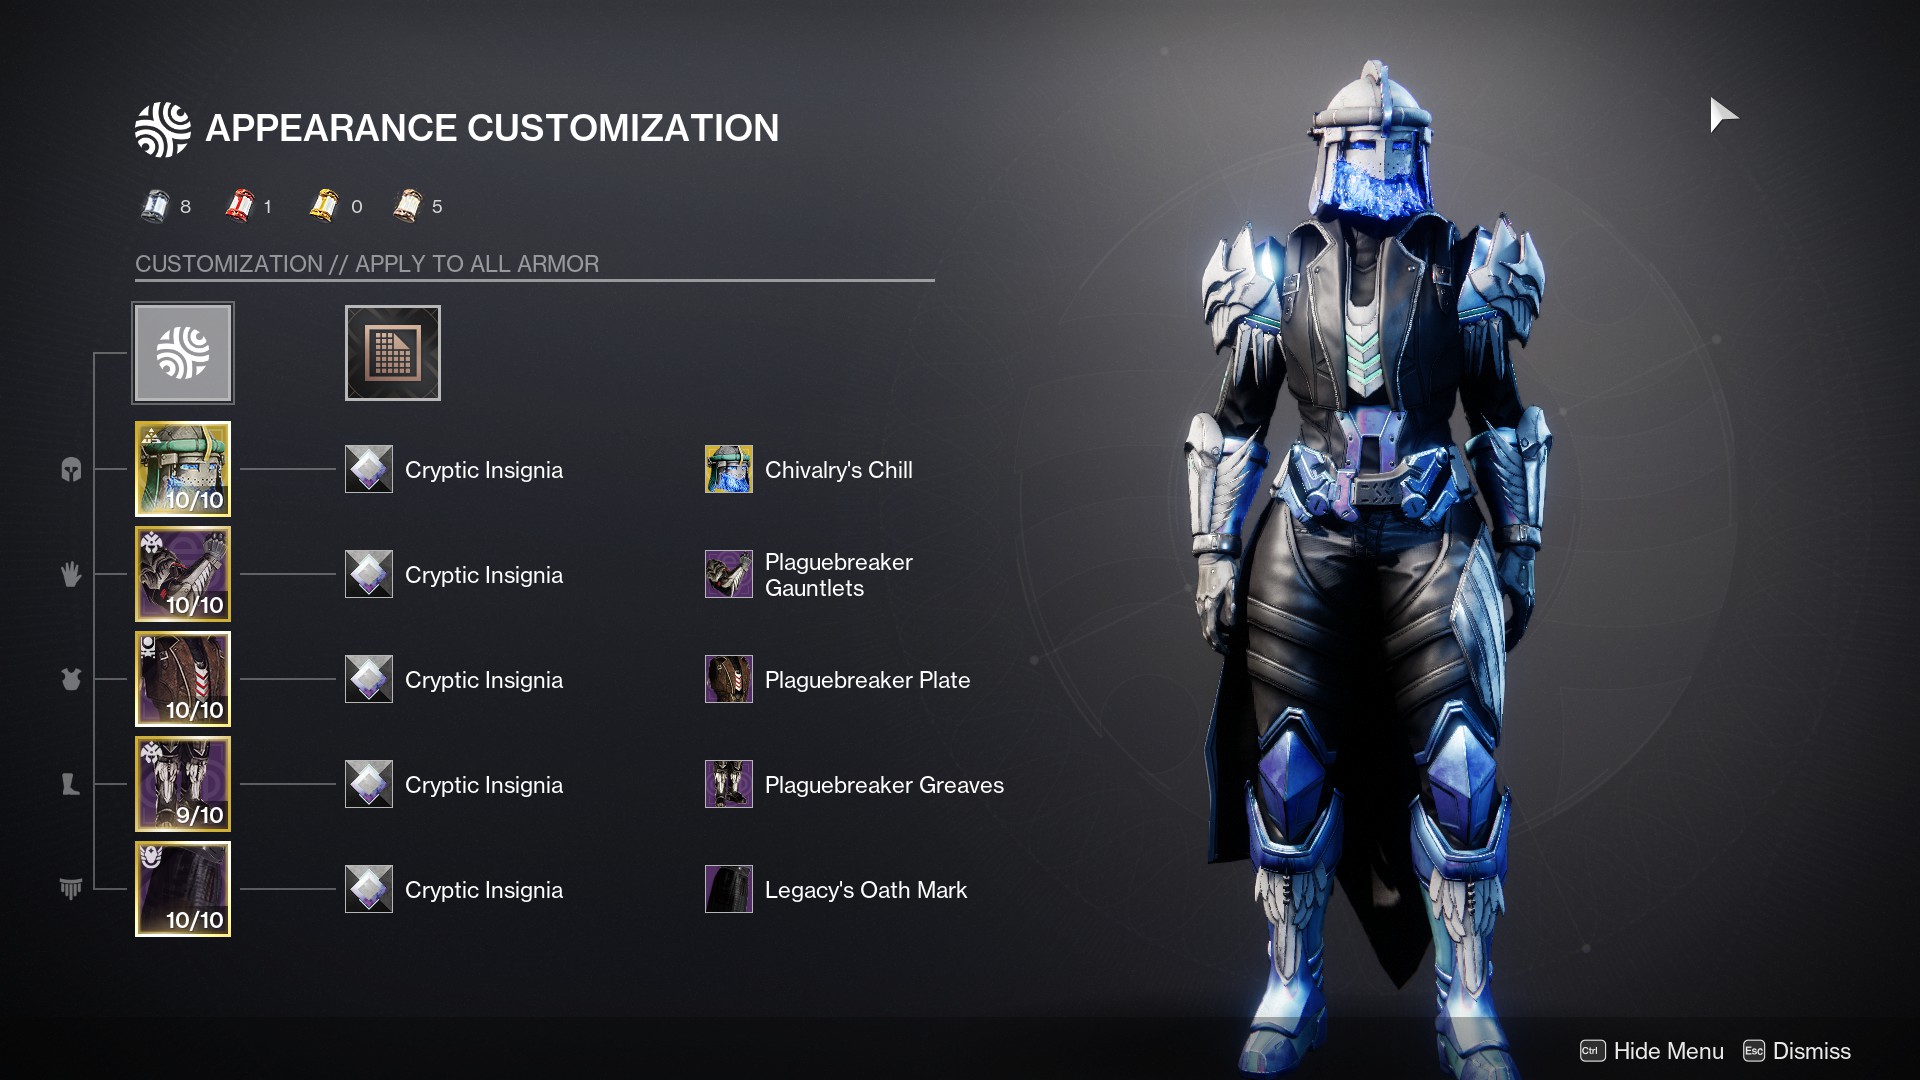 APPEARANCE CUSTOMIZATION
8 1 0 5
CUSTOMIZATION // APPLY TO ALL ARMOR
10/10
Cryptic Insignia
Chivalry's Chill
10/10
Cryptic Insignia
Plaguebreaker
Gauntlets
10/10
Cryptic Insignia
Plaguebreaker Plate
9/10
Cryptic Insignia
Plaguebreaker Greaves
10/10
Cryptic Insignia
Legacy's Oath Mark
Ctrl Hide Menu Esc Dismiss